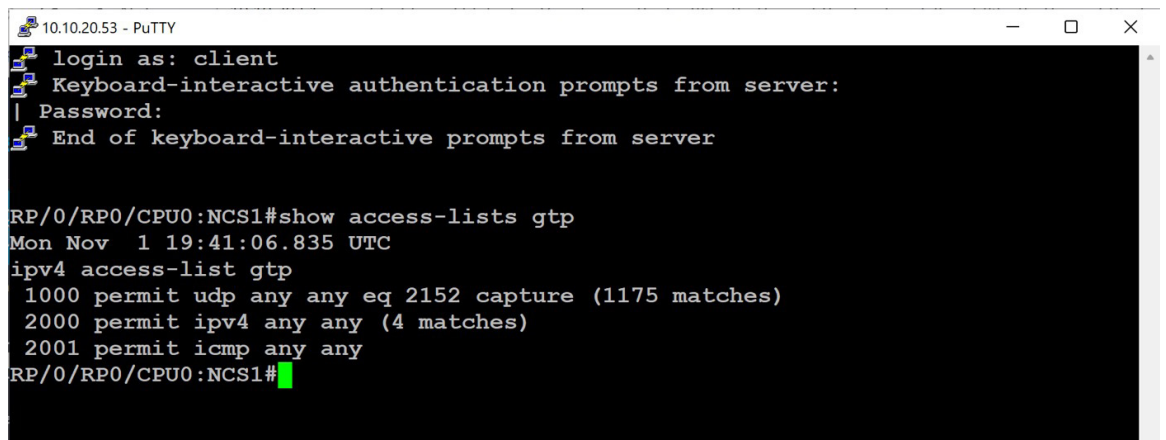 10.10.20.53 - PuTTY
login as: client
Keyboard-interactive authentication prompts from server:
| Password:
End of keyboard-interactive prompts from server
RP/0/RP0/CPU0:NCS1#show access-lists gtp
Mon Nov  1 19:41:06.835 UTC
ipv4 access-list gtp
 1000 permit udp any any eq 2152 capture (1175 matches)
 2000 permit ipv4 any any (4 matches)
 2001 permit icmp any any
RP/0/RP0/CPU0:NCS1#